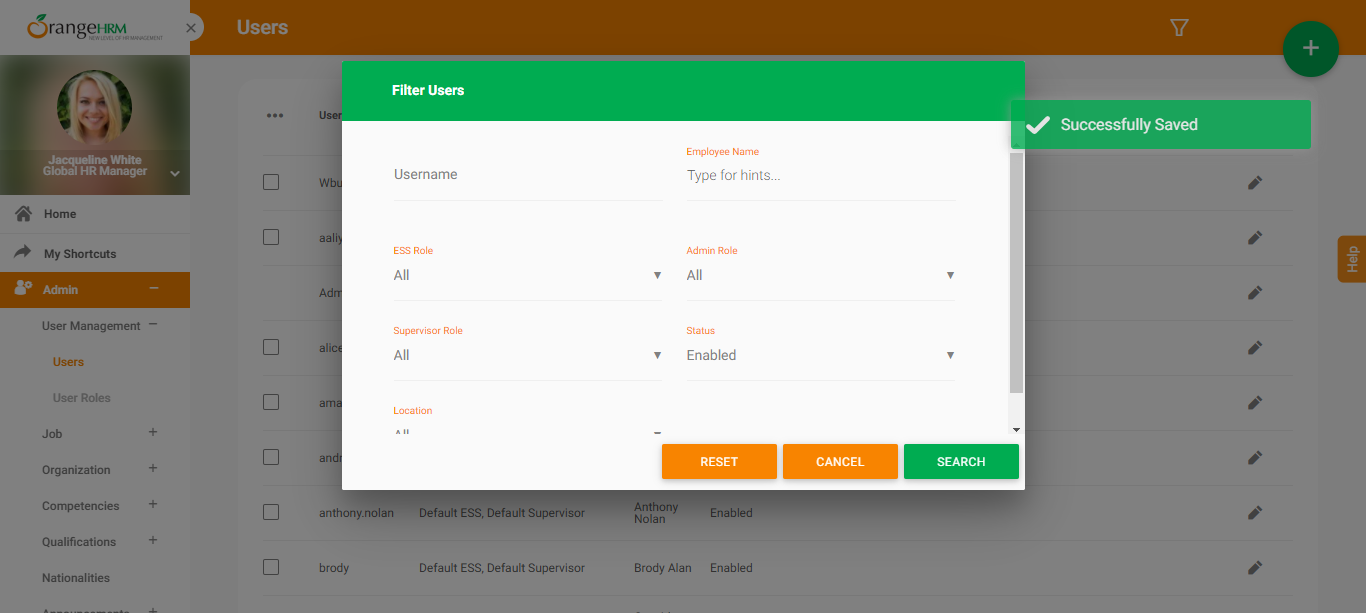 OrangeHRM
NEW LEVEL OF HR MANAGEMENT
Users
Jacqueline White
Global HR Manager
Home
My Shortcuts
Admin
User Management
Users
User Roles
Job
Organization
Competencies
Qualifications
Nationalities
Announcements
Filter Users
Successfully Saved
Username
Employee Name
Type for hints...
ESS Role
All
Admin Role
All
Supervisor Role
All
Status
Enabled
Location
All
RESET
CANCEL
SEARCH
Help
User
Wbu
aaliy
Adm
alice
ama
andr
anthony.nolan Default ESS, Default Supervisor Anthony Nolan Enabled
brody Default ESS, Default Supervisor Brody Alan Enabled